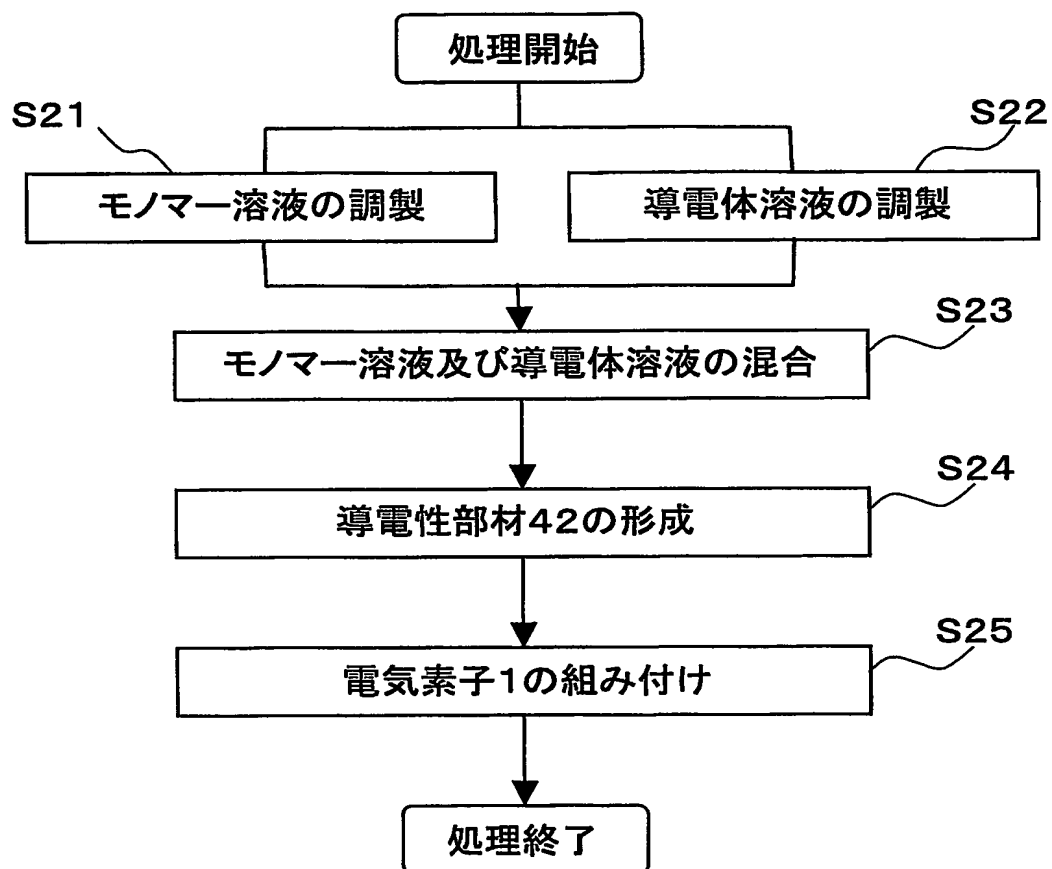 処理開始
S21
S22
モノマー溶液の調製
導電体溶液の調製
S23
モノマー溶液及び導電体溶液の混合
S24
導電性部材42の形成
S25
電気素子1の組み付け
処理終了